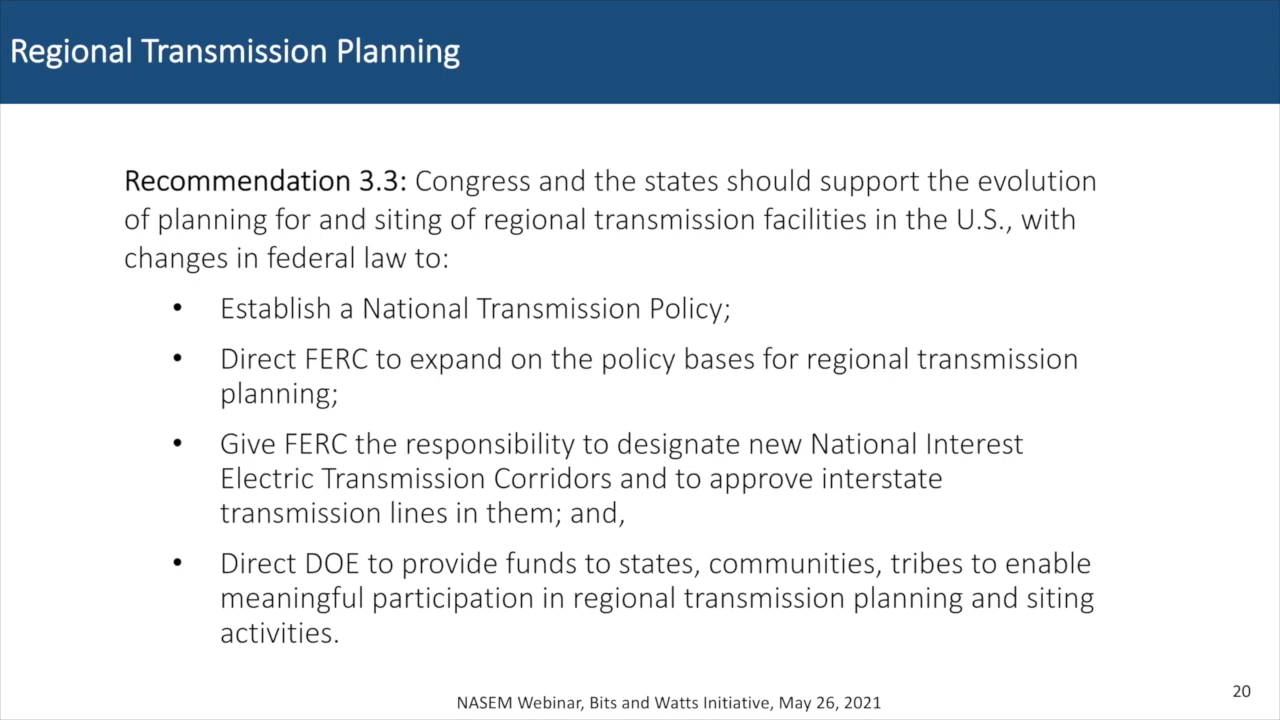 Regional Transmission Planning
Recommendation 3.3: Congress and the states should support the evolution
of planning for and siting of regional transmission facilities in the U.S., with
changes in federal law to:
• Establish a National Transmission Policy;
• Direct FERC to expand on the policy bases for regional transmission
planning;
• Give FERC the responsibility to designate new National Interest
Electric Transmission Corridors and to approve interstate
transmission lines in them; and,
• Direct DOE to provide funds to states, communities, tribes to enable
meaningful participation in regional transmission planning and siting
activities.
20
NASEM Webinar, Bits and Watts Initiative, May 26, 2021